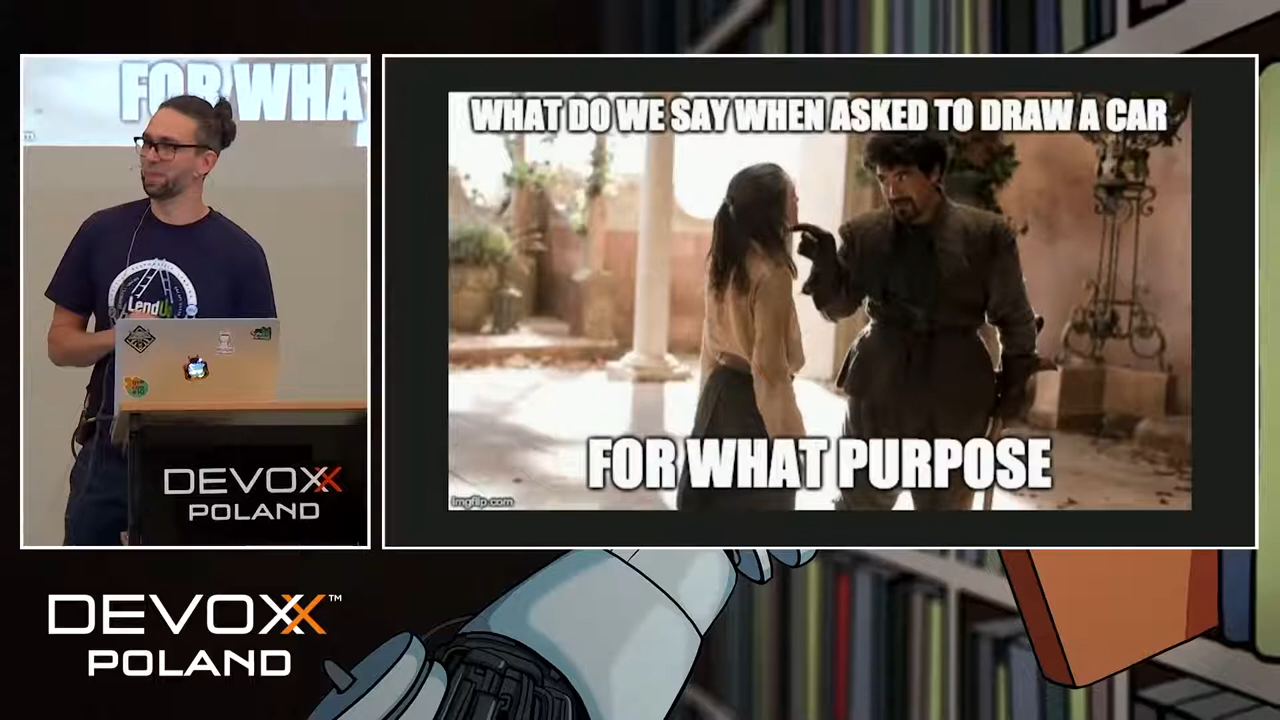 FOR WHAT
LendU
DEVOXX
POLAND
WHAT DO WE SAY WHEN ASKED TO DRAW A CAR
FOR WHAT PURPOSE
imgflip.com
DEVOXX™
POLAND